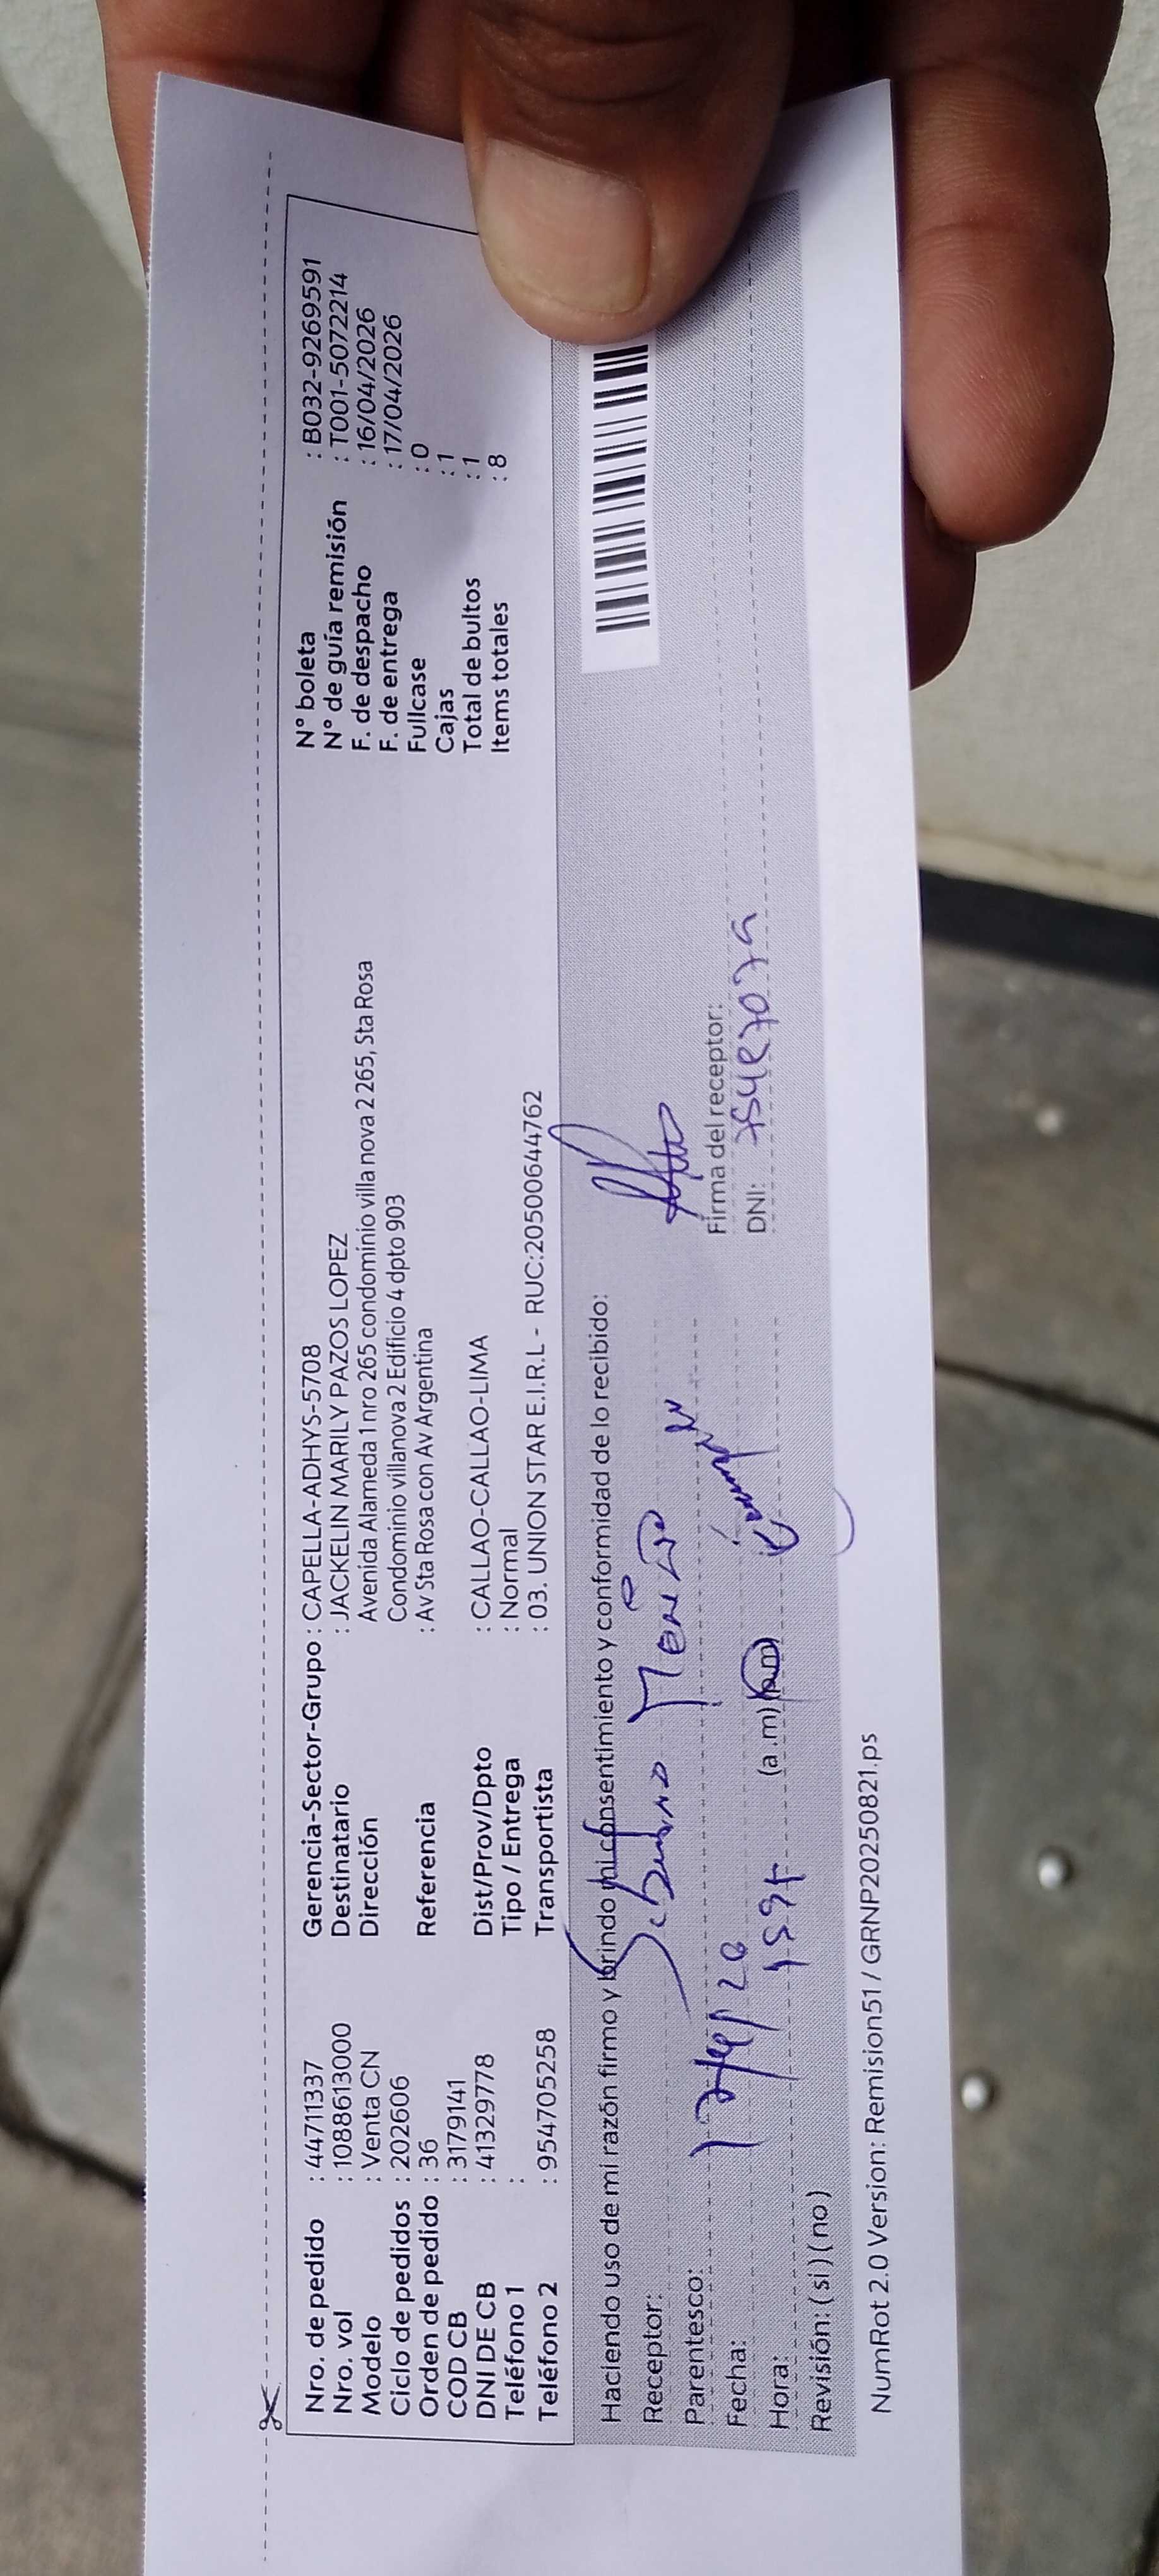 Nro. de pedido : 44711337
Nro. vol : 1088613000
Modelo : Venta CN
Ciclo de pedidos : 202606
Orden de pedido : 36
COD CB : 3179141
DNI DE CB : 41329778
Teléfono 1 :
Teléfono 2 : 954705258
Gerencia-Sector-Grupo : CAPELLA-ADHYS-5708
Destinatario : JACKELIN MARILY PAZOS LOPEZ
Dirección Avenida Alameda 1 nro 265 condominio villa nova 2 265, Sta Rosa
Condominio villanova 2 Edificio 4 dpto 903
Referencia : Av Sta Rosa con Av Argentina
Dist/Prov/Dpto : CALLAO-CALLAO-LIMA
Tipo / Entrega : Normal
Transportista : 03. UNION STAR E.I.R.L - RUC:20500644762
N° boleta : B032-9269591
N° de guía remisión : T001-5072214
F. de despacho : 16/04/2026
F. de entrega : 17/04/2026
Fullcase : 0
Cajas : 1
Total de bultos : 1
Items totales : 8
Haciendo uso de mi razón firmo y brindo mi consentimiento y conformidad de lo recibido:
Receptor:
Parentesco:
Fecha:
Hora: (a.m) (p.m)
Revisión: ( si ) ( no )
Firma del receptor:
DNI:
NumRot 2.0 Version: Remision51 / GRNP20250821.ps